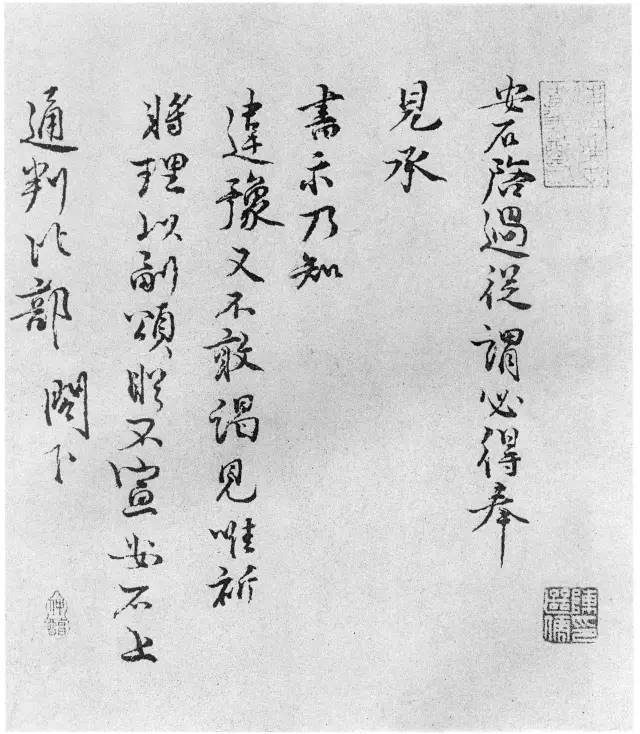 安石啓過從謂必得奉
見承
書示乃知
違豫又不敢謁見唯祈
將理以副頌眷不宣安石上
通判比部 閣下